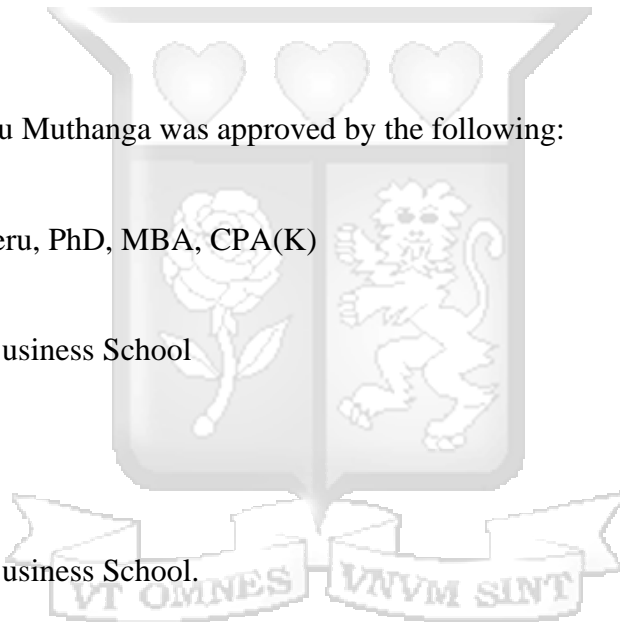 u Muthanga was approved by the following:
eru, PhD, MBA, CPA(K)
usiness School
usiness School.
VT OMNES VNVM SINT